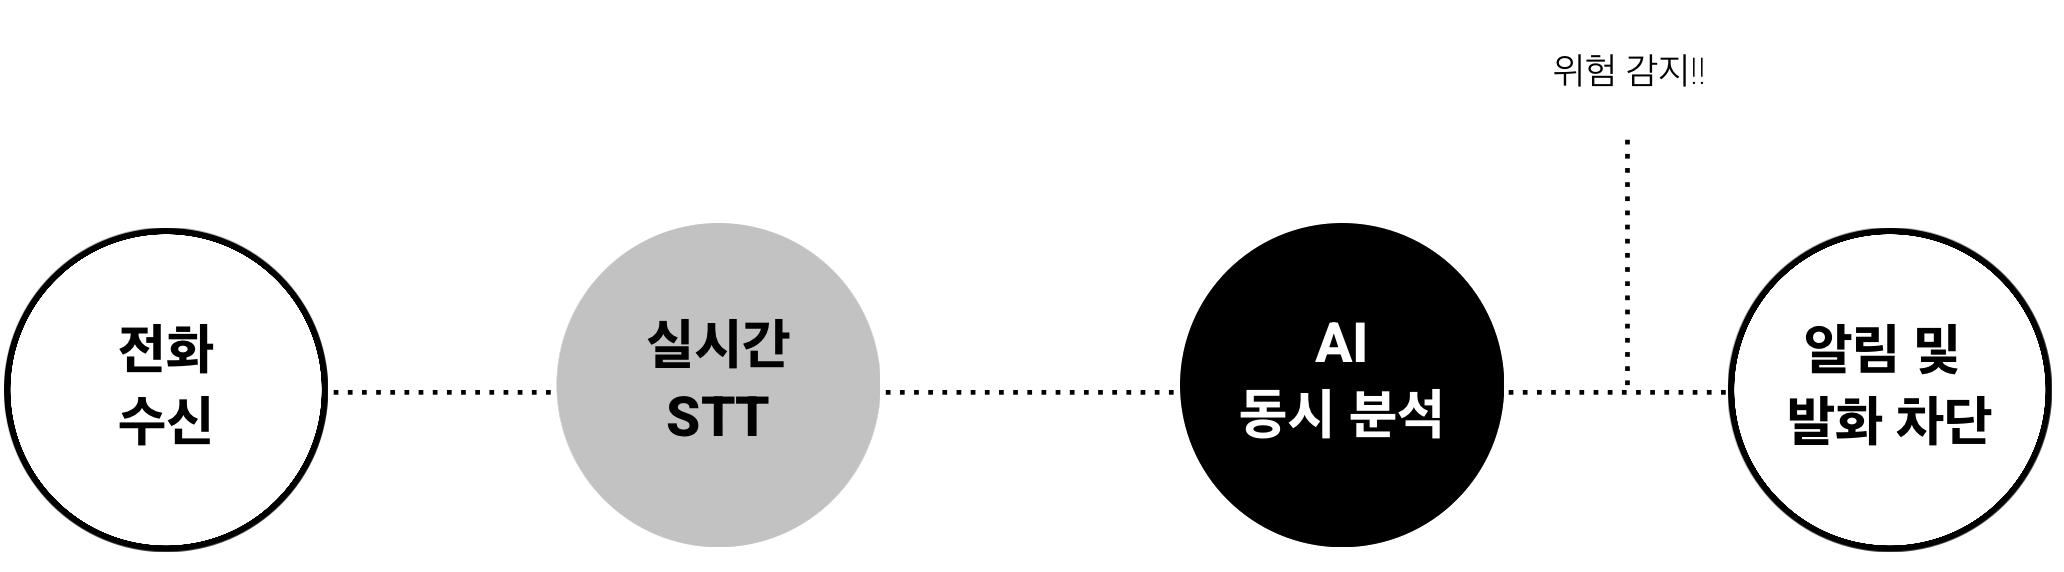 위험 감지!!
전화
수신
실시간
STT
AI
동시 분석
알림 및
발화 차단